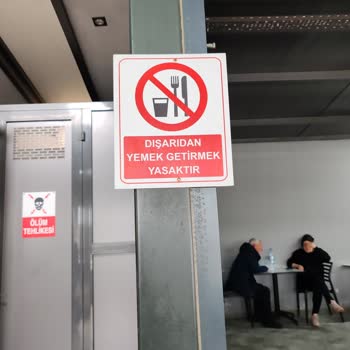 DIŞARIDAN
YEMEK GETİRMEK
YASAKTIR
ÖLÜM
TEHLİKESİ